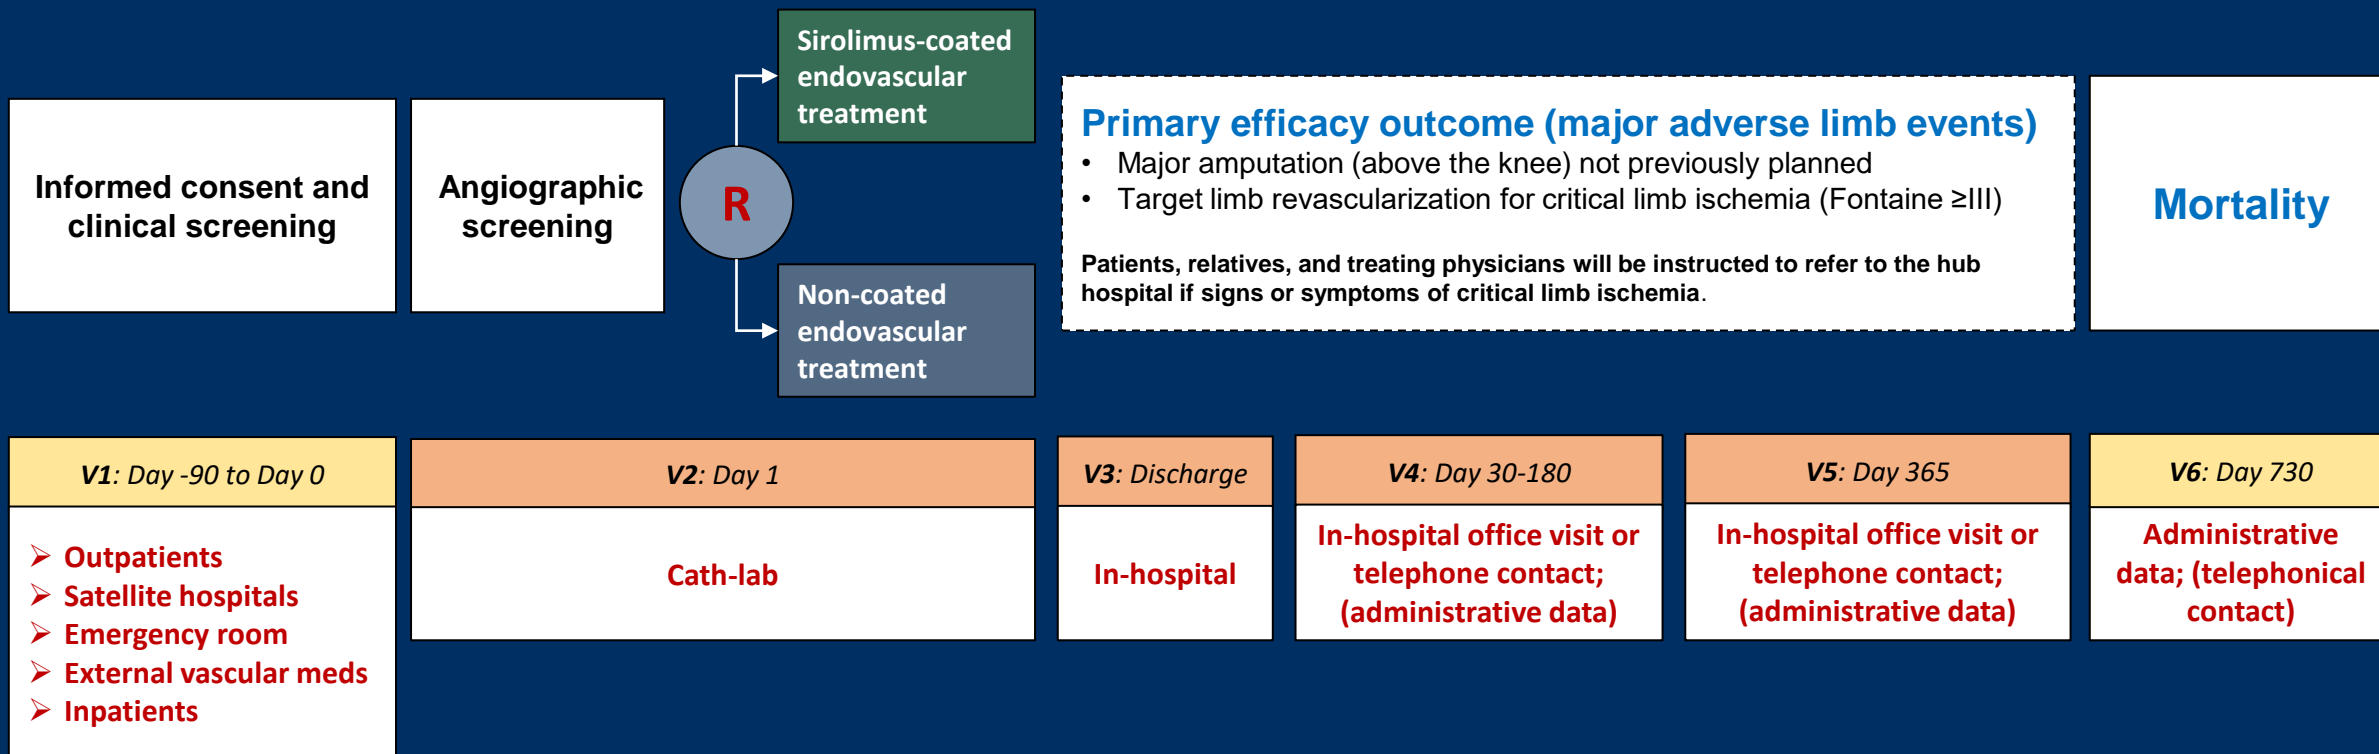 Informed consent and
clinical screening
Angiographic
screening
R
Sirolimus-coated
endovascular
treatment
Non-coated
endovascular
treatment
Primary efficacy outcome (major adverse limb events)
• Major amputation (above the knee) not previously planned
• Target limb revascularization for critical limb ischemia (Fontaine ≥III)
Patients, relatives, and treating physicians will be instructed to refer to the hub
hospital if signs or symptoms of critical limb ischemia.
Mortality
V1: Day -90 to Day 0
➢ Outpatients
➢ Satellite hospitals
➢ Emergency room
➢ External vascular meds
➢ Inpatients
V2: Day 1
Cath-lab
V3: Discharge
In-hospital
V4: Day 30-180
In-hospital office visit or
telephone contact;
(administrative data)
V5: Day 365
In-hospital office visit or
telephone contact;
(administrative data)
V6: Day 730
Administrative
data; (telephonical
contact)